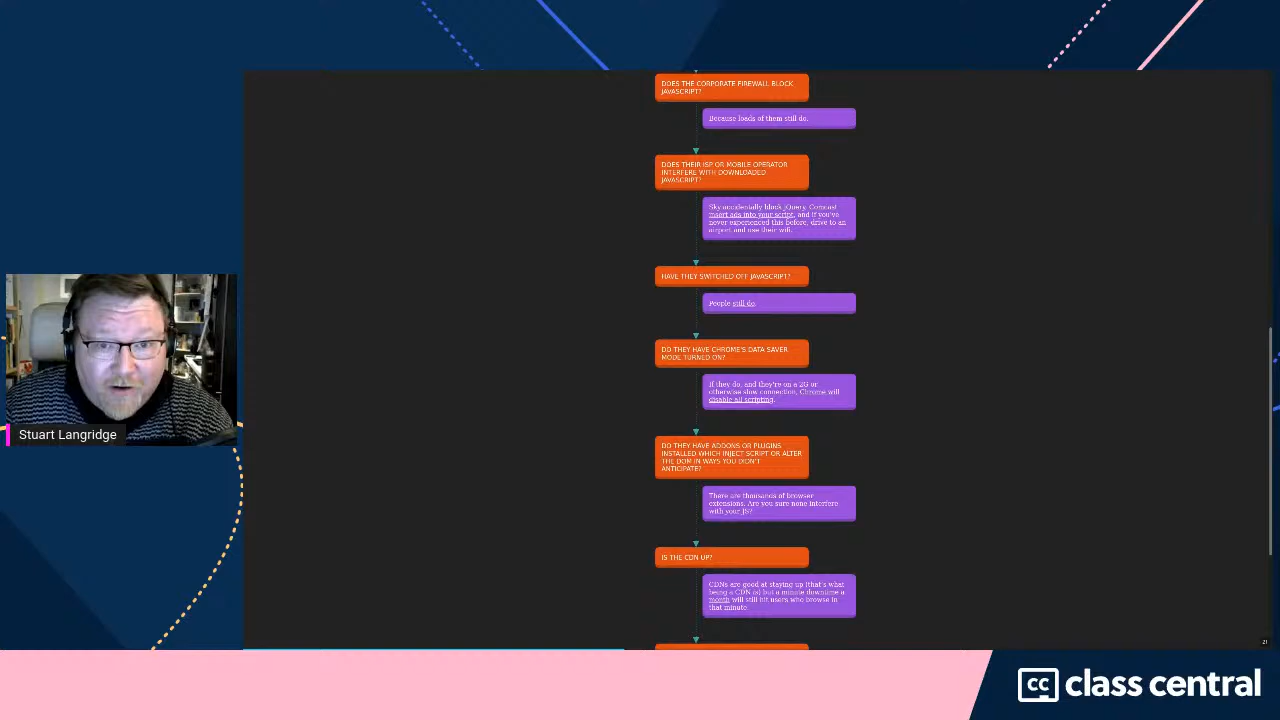 DOES THE CORPORATE FIREWALL BLOCK
JAVASCRIPT?
Because loads of them still do.
DOES THEIR ISP OR MOBILE OPERATOR
INTERFERE WITH DOWNLOADED
JAVASCRIPT?
Sky accidentally block jQuery, Comcast
insert ads into your script, and if you've
never experienced this before, drive to an
airport and use their wifi.
HAVE THEY SWITCHED OFF JAVASCRIPT?
People still do.
DO THEY HAVE CHROME'S DATA SAVER
MODE TURNED ON?
If they do, and they're on a 2G or
otherwise slow connection, Chrome will
disable all scripting.
DO THEY HAVE ADDONS OR PLUGINS
INSTALLED WHICH INJECT SCRIPT OR ALTER
THE DOM IN WAYS YOU DIDN'T
ANTICIPATE?
There are thousands of browser
extensions. Are you sure none interfere
with your JS?
IS THE CDN UP?
CDNs are good at staying up (that's what
being a CDN is) but a minute downtime a
month will still hit users who browse in
that minute.
Stuart Langridge
21
cc class central